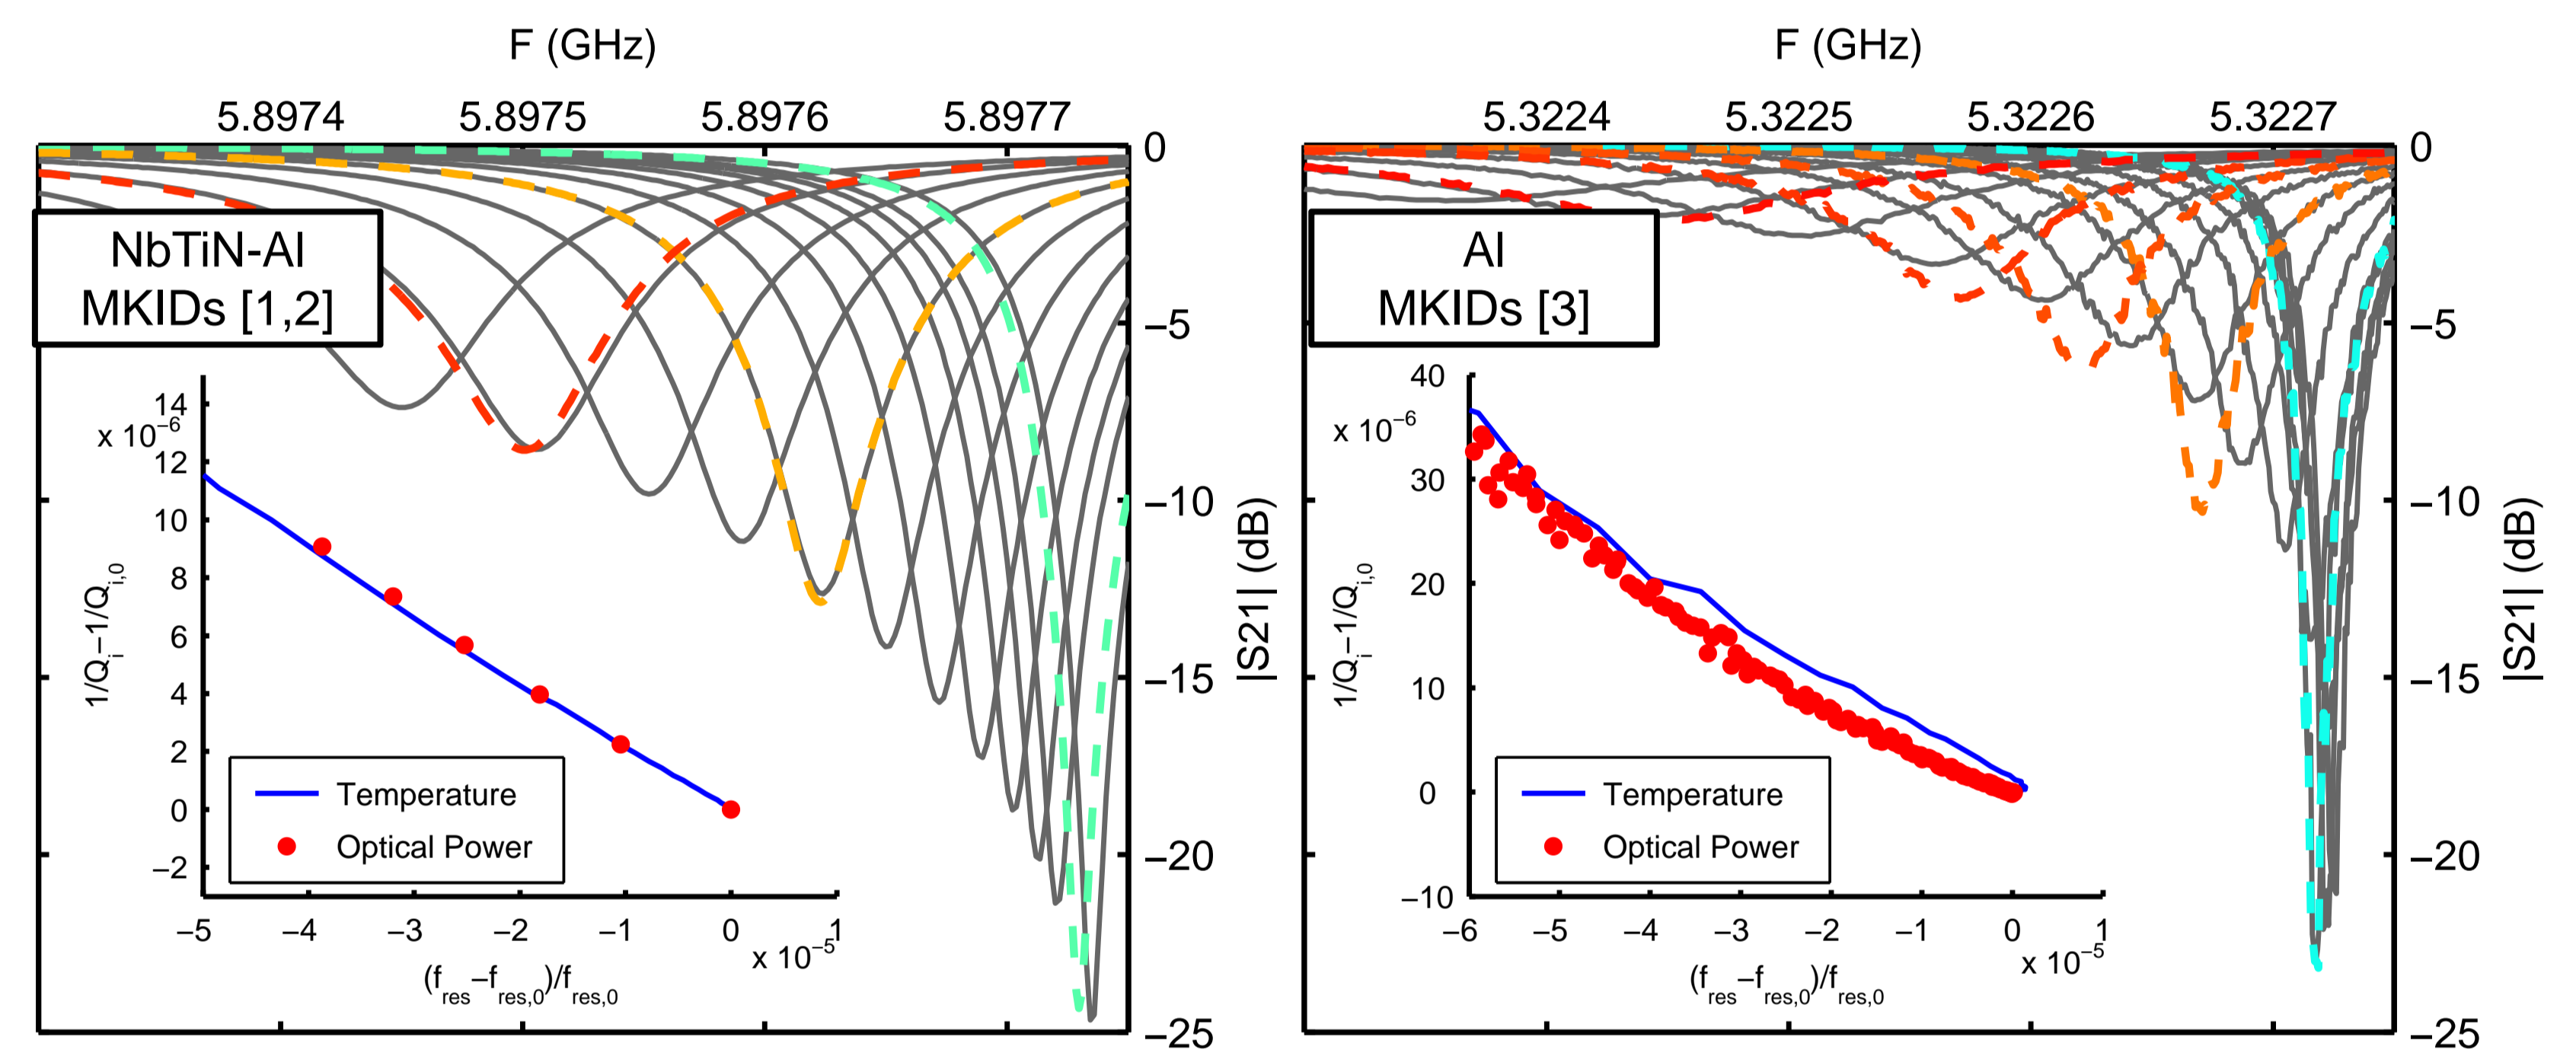 F (GHz)
5.8974 5.8975 5.8976 5.8977
0
−5
−10
−15
−20
−25
|S21| (dB)
NbTiN-Al
MKIDs [1,2]
14
x 10−6
12
10
8
6
4
2
0
−2
1/Qi−1/Qi,0
Temperature
Optical Power
−5 −4 −3 −2 −1 0 1
x 10−5
(fres−fres,0)/fres,0
F (GHz)
5.3224 5.3225 5.3226 5.3227
0
−5
−10
−15
−20
−25
|S21| (dB)
Al
MKIDs [3]
40
x 10−6
30
20
10
0
−10
1/Qi−1/Qi,0
Temperature
Optical Power
−6 −5 −4 −3 −2 −1 0 1
x 10−5
(fres−fres,0)/fres,0